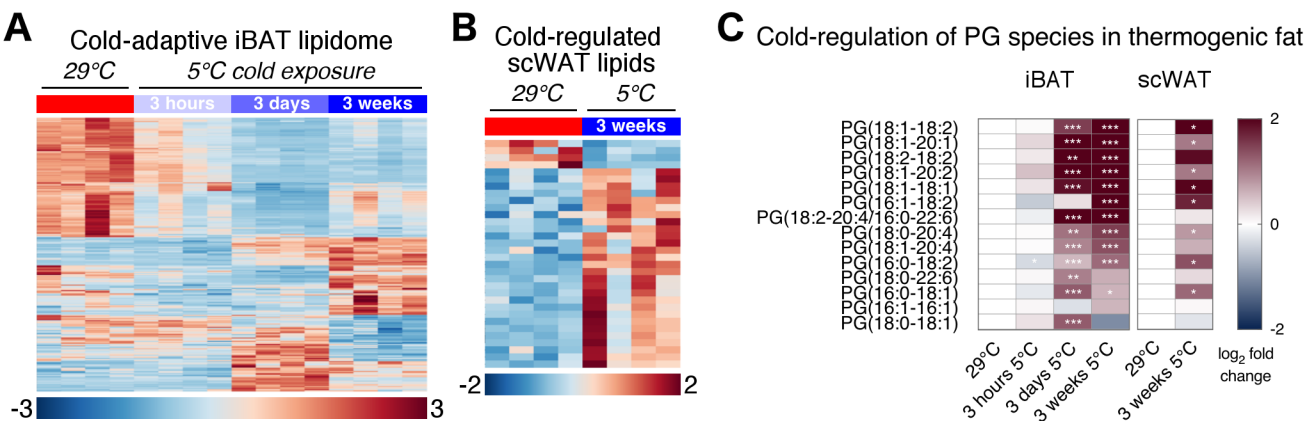 A
Cold-adaptive iBAT lipidome
29°C
5°C cold exposure
3 hours
3 days
3 weeks
-3
3
B
Cold-regulated
scWAT lipids
29°C
5°C
3 weeks
-2
2
C
Cold-regulation of PG species in thermogenic fat
iBAT
scWAT
PG(18:1-18:2)
*** *** *
PG(18:1-20:1)
*** *** *
PG(18:2-18:2)
** ***
PG(18:1-20:2)
*** *** *
PG(18:1-18:1)
*** *** *
PG(16:1-18:2)
*** *
PG(18:2-20:4/16:0-22:6)
*** ***
PG(18:0-20:4)
** *** *
PG(18:1-20:4)
*** ***
PG(16:0-18:2)
* *** *** *
PG(18:0-22:6)
**
PG(16:0-18:1)
*** * *
PG(16:1-16:1)
PG(18:0-18:1)
***
29°C
3 hours 5°C
3 days 5°C
3 weeks 5°C
29°C
3 weeks 5°C
2
0
-2
log2 fold
change